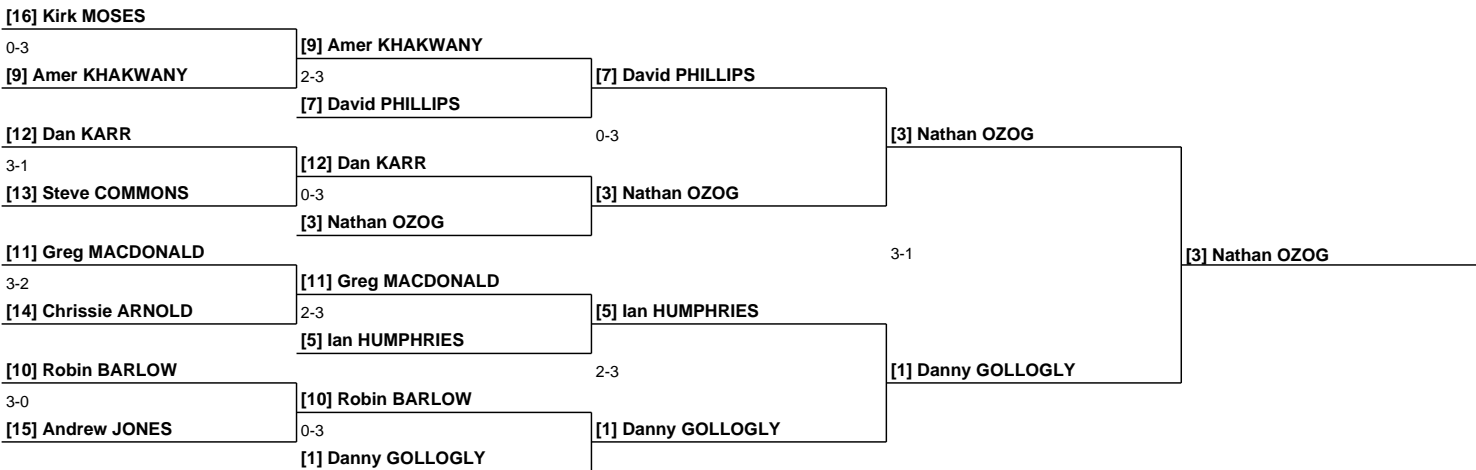 [16] Kirk MOSES
0-3
[9] Amer KHAKWANY
[12] Dan KARR
3-1
[13] Steve COMMONS
[11] Greg MACDONALD
3-2
[14] Chrissie ARNOLD
[10] Robin BARLOW
3-0
[15] Andrew JONES
[9] Amer KHAKWANY
2-3
[7] David PHILLIPS
[12] Dan KARR
0-3
[3] Nathan OZOG
[11] Greg MACDONALD
2-3
[5] Ian HUMPHRIES
[10] Robin BARLOW
0-3
[1] Danny GOLLOGLY
[7] David PHILLIPS
0-3
[3] Nathan OZOG
[5] Ian HUMPHRIES
2-3
[1] Danny GOLLOGLY
[3] Nathan OZOG
3-1
[1] Danny GOLLOGLY
[3] Nathan OZOG